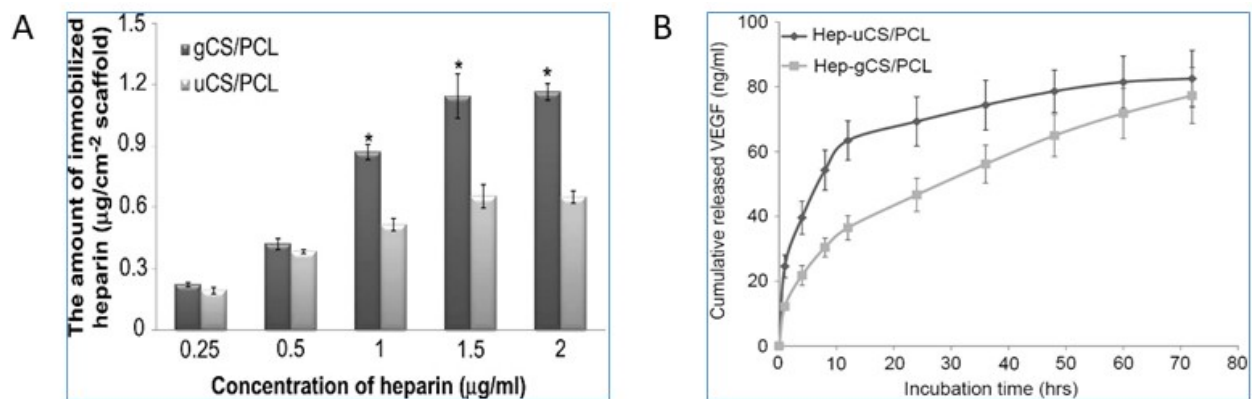 A
The amount of immobilized
heparin (µg/cm⁻² scaffold)
1.5
1.2
0.9
0.6
0.3
0
gCS/PCL
uCS/PCL
*
*
*
0.25 0.5 1 1.5 2
Concentration of heparin (µg/ml)
B
Cumulative released VEGF (ng/ml)
100
80
60
40
20
0
Hep-uCS/PCL
Hep-gCS/PCL
0 10 20 30 40 50 60 70 80
Incubation time (hrs)